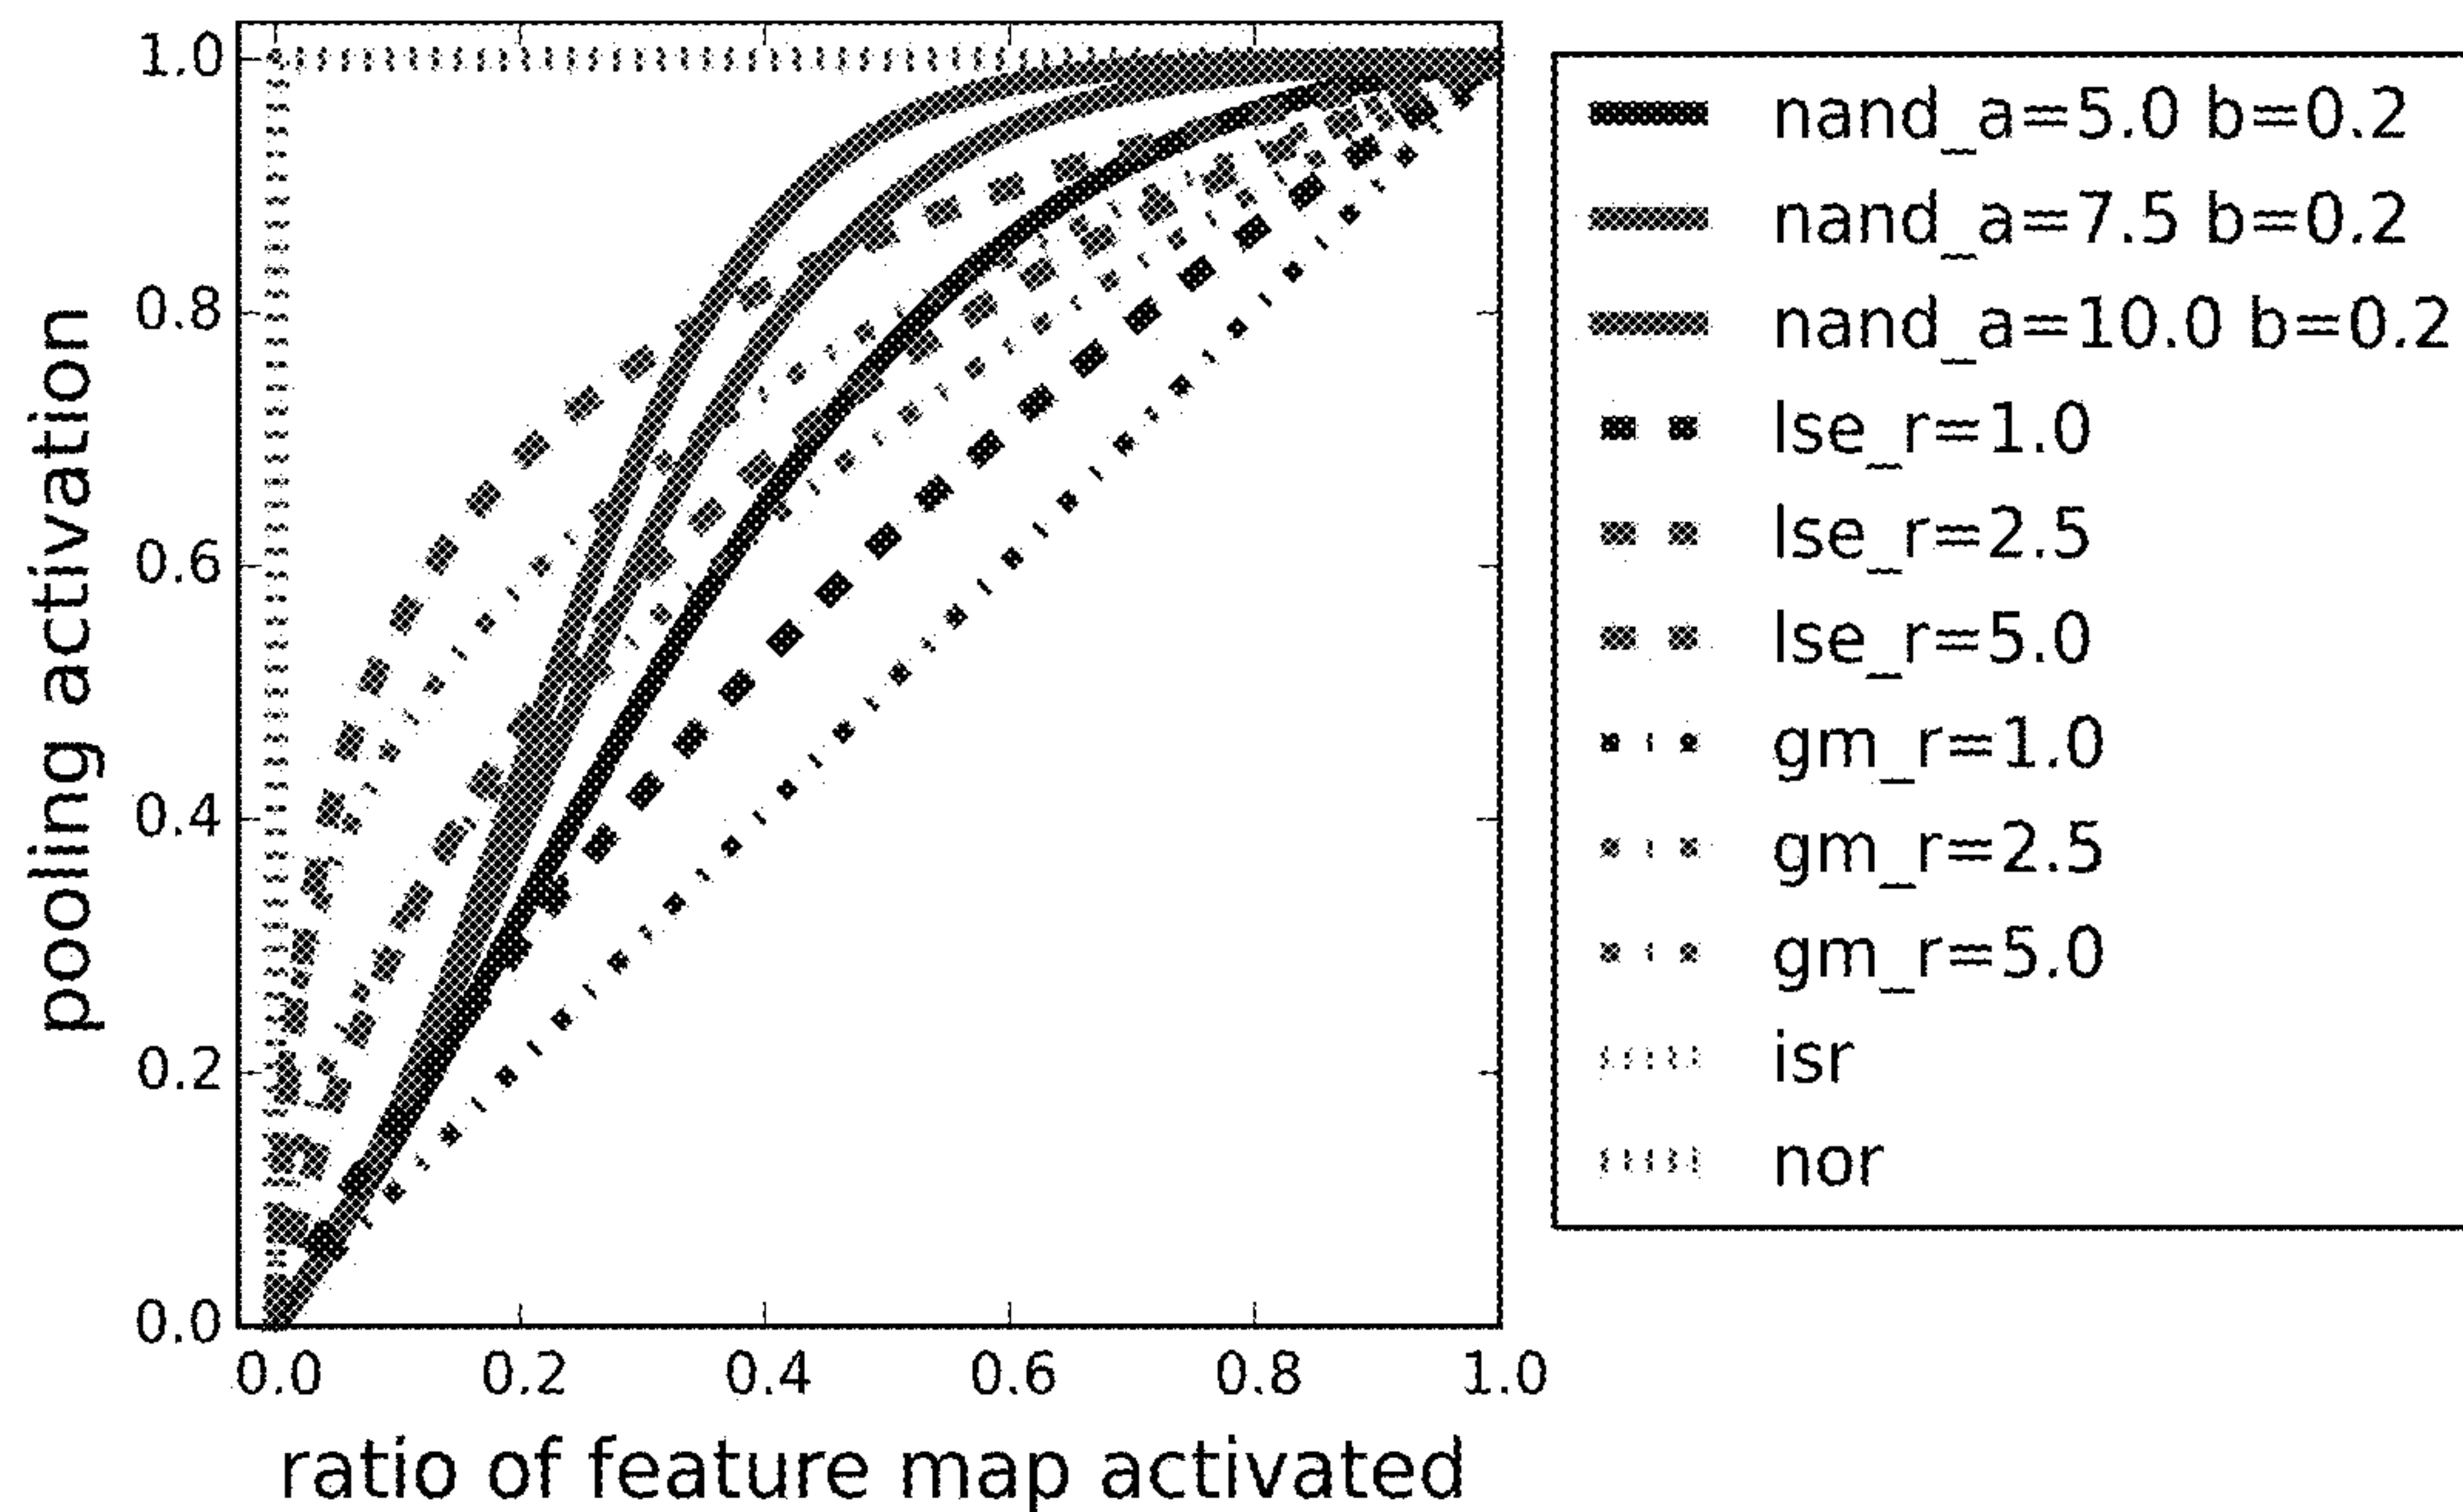 1.0
0.8
0.6
0.4
0.2
0.0
pooling activation
0.0 0.2 0.4 0.6 0.8 1.0
ratio of feature map activated
nand_a=5.0 b=0.2
nand_a=7.5 b=0.2
nand_a=10.0 b=0.2
lse_r=1.0
lse_r=2.5
lse_r=5.0
gm_r=1.0
gm_r=2.5
gm_r=5.0
isr
nor